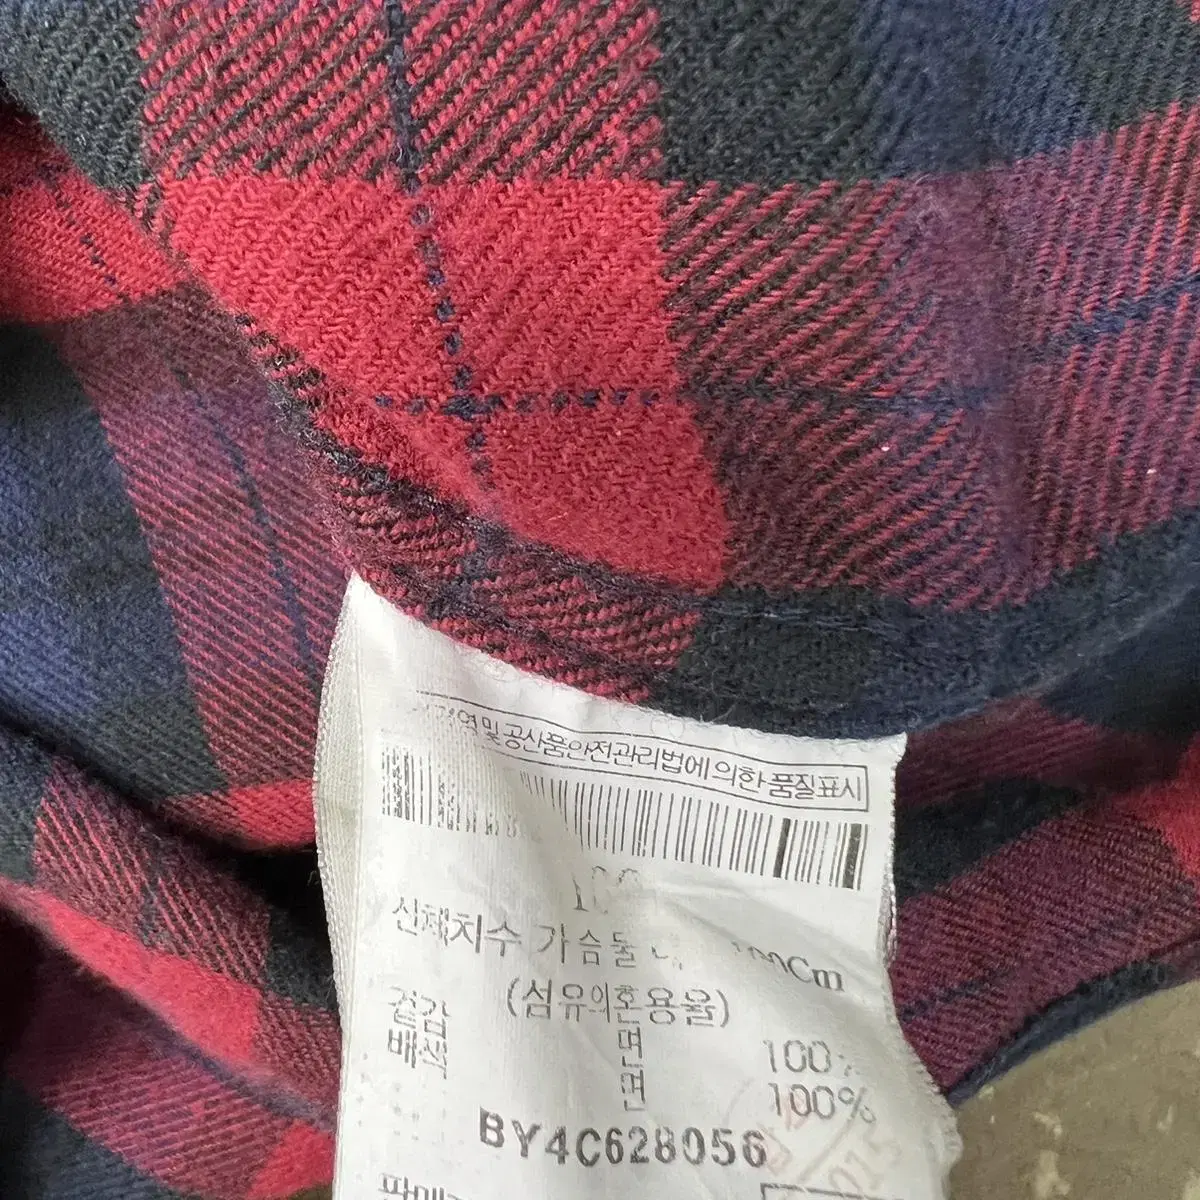 및 공산품안전관리법에 의한 품질표시
신체치수 가슴둘 Cm
(섬유의혼용율)
겉감 면 100%
배색 면 100%
BY4C628056